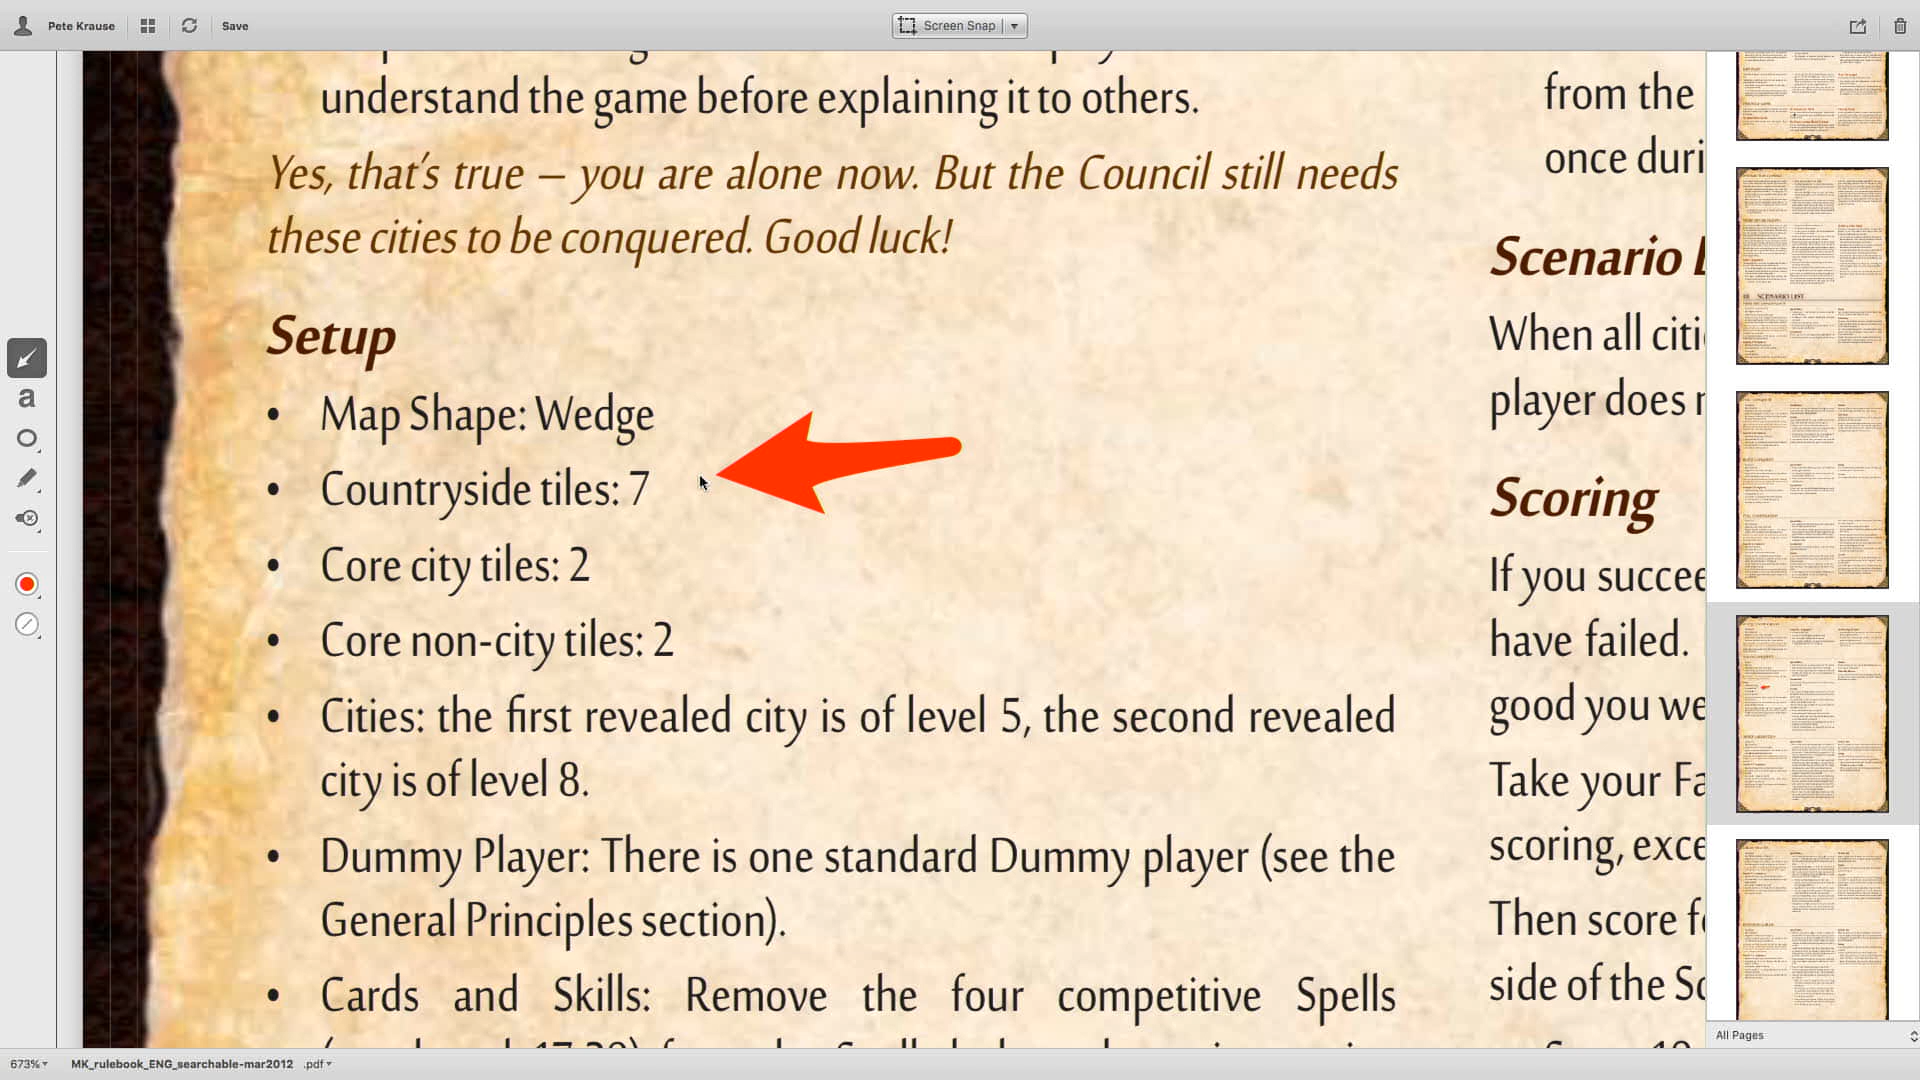 Pete Krause
Save
Screen Snap
understand the game before explaining it to others.
Yes, that's true – you are alone now. But the Council still needs
these cities to be conquered. Good luck!
Setup
• Map Shape: Wedge
• Countryside tiles: 7
• Core city tiles: 2
• Core non-city tiles: 2
• Cities: the first revealed city is of level 5, the second revealed
city is of level 8.
• Dummy Player: There is one standard Dummy player (see the
General Principles section).
• Cards and Skills: Remove the four competitive Spells
from the
once duri
Scenario
When all citi
player does
Scoring
If you succee
have failed.
good you we
Take your Fa
scoring, exce
Then score f
side of the Sc
SCENARIO LIST
a
All Pages
673%
MK_rulebook_ENG_searchable-mar2012 .pdf